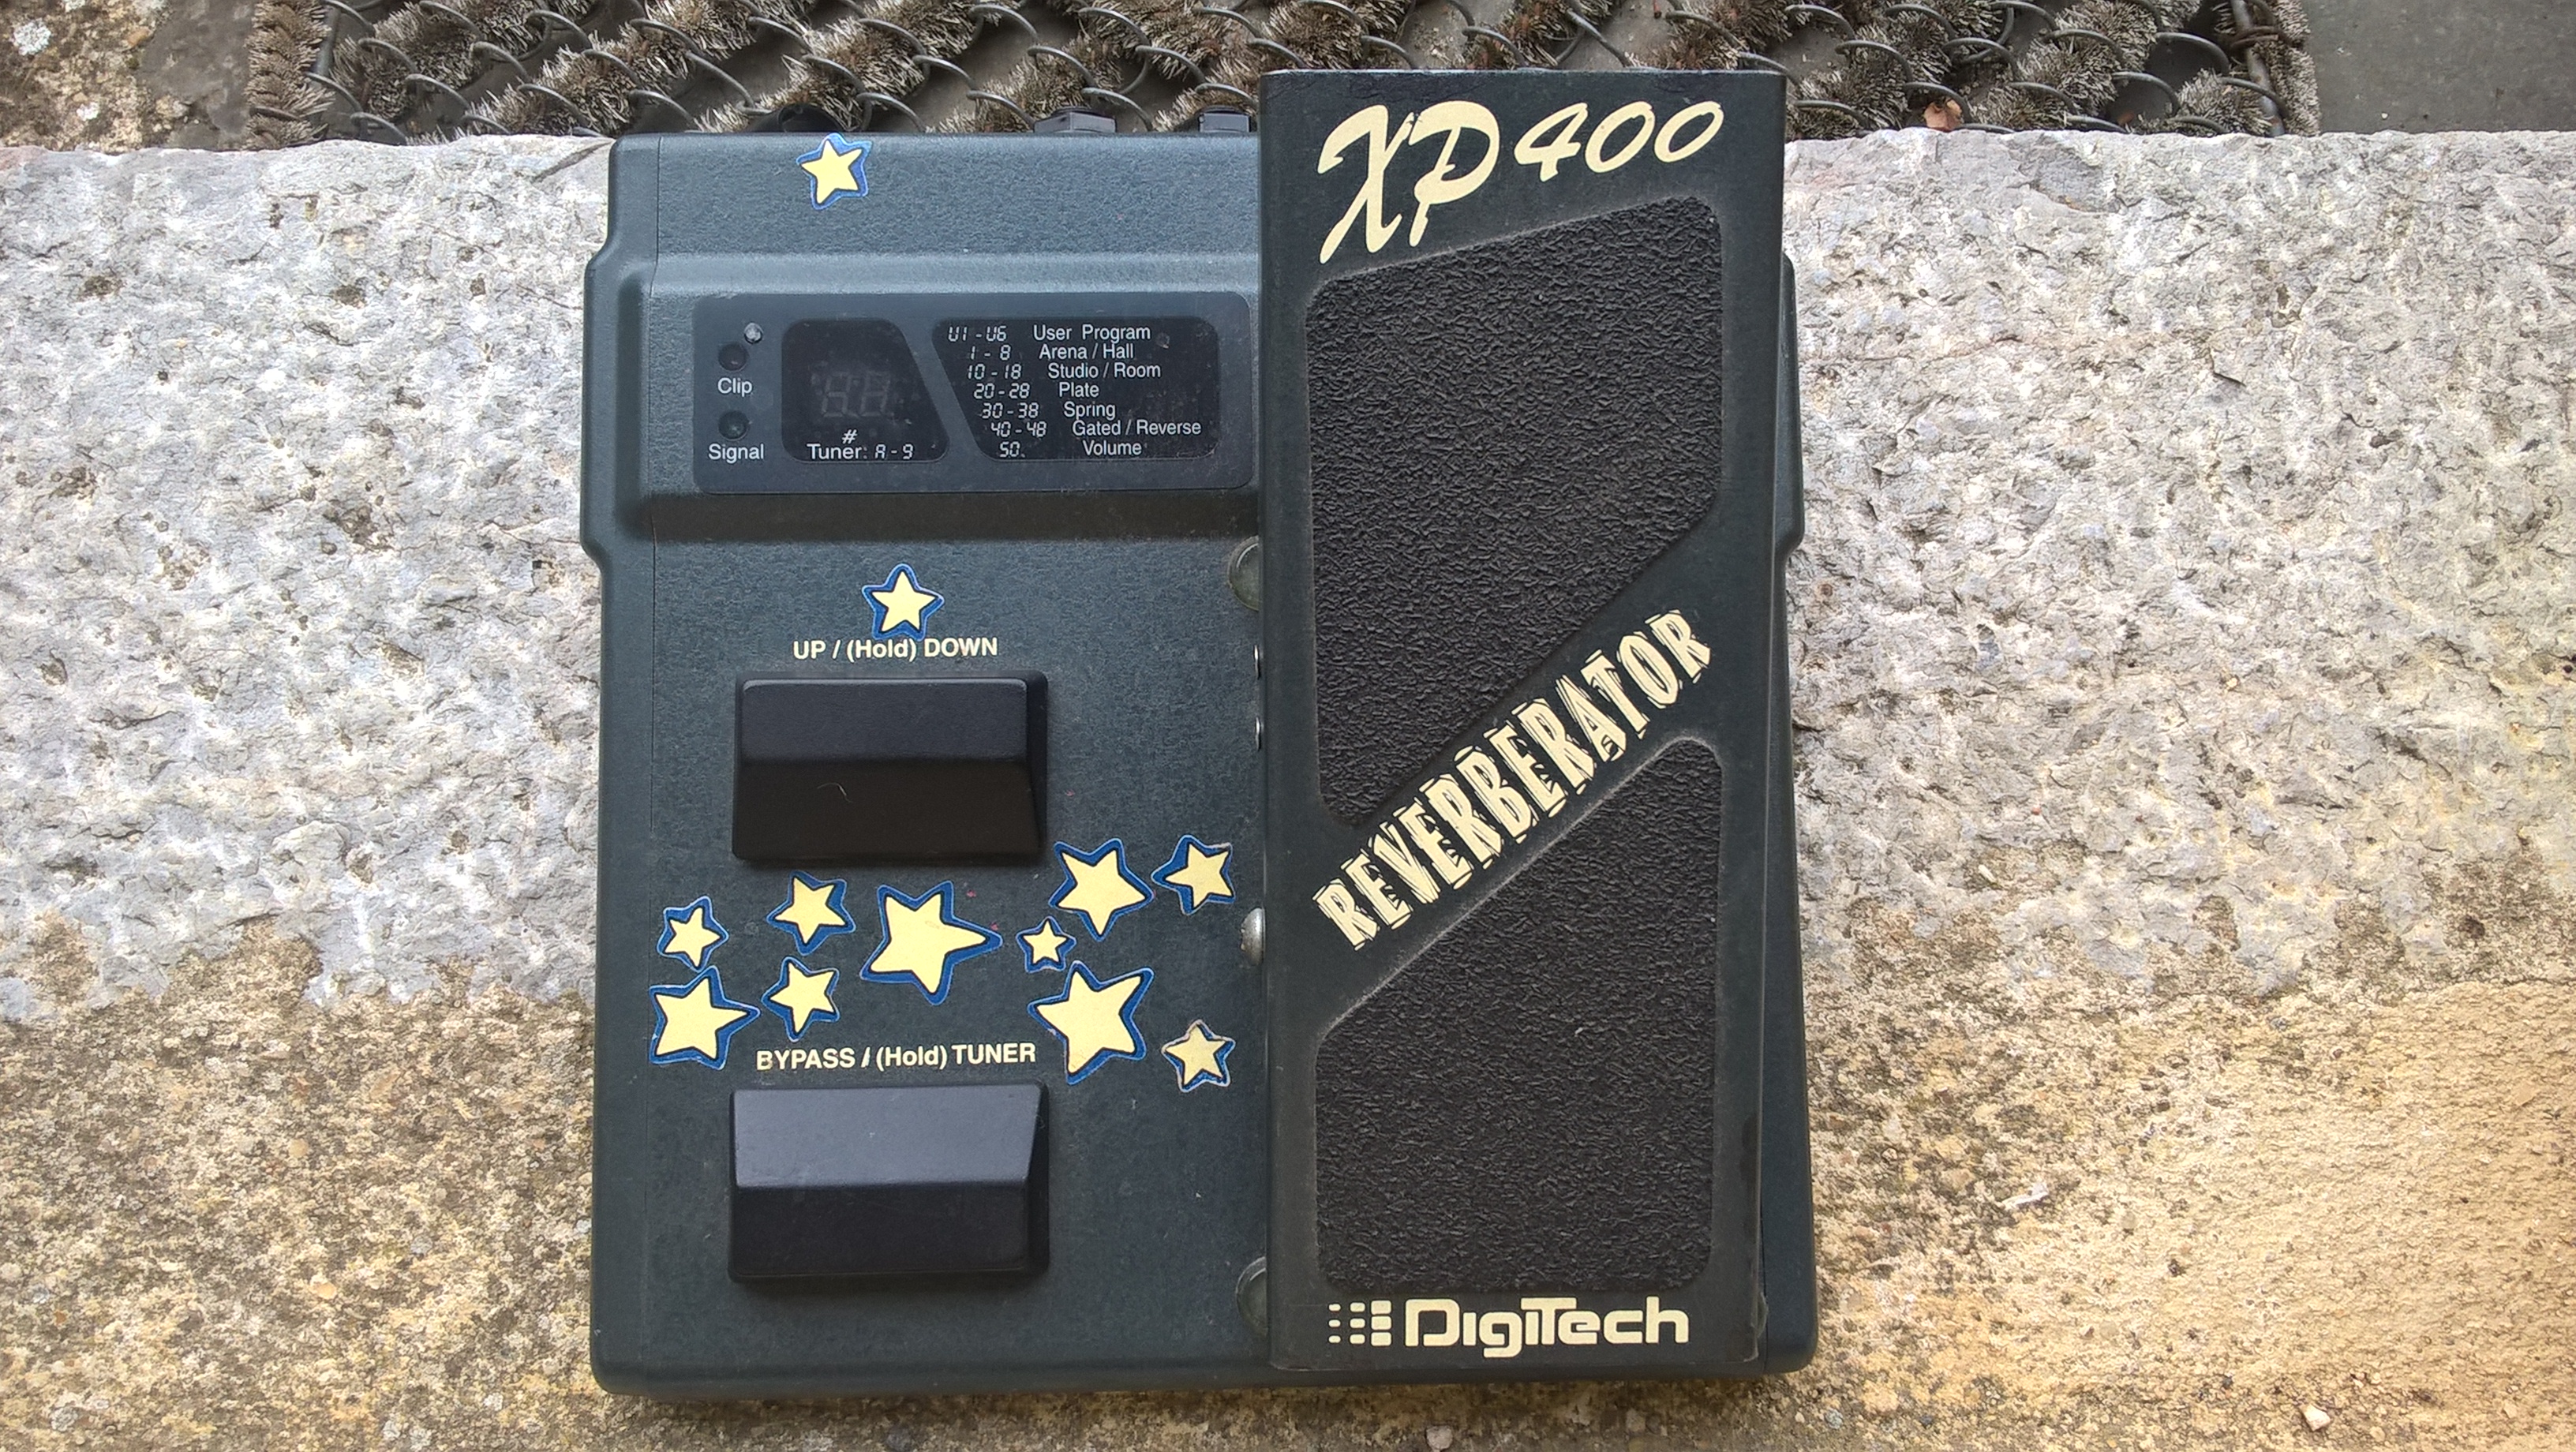 XP400
Clip
Signal
#
Tuner: A - 9
U1 - U6 User Program
1 - 8 Arena / Hall
10 - 18 Studio / Room
20 - 28 Plate
30 - 38 Spring
40 - 48 Gated / Reverse
50. Volume
UP / (Hold) DOWN
REVERBERATOR
BYPASS / (Hold) TUNER
DigiTech